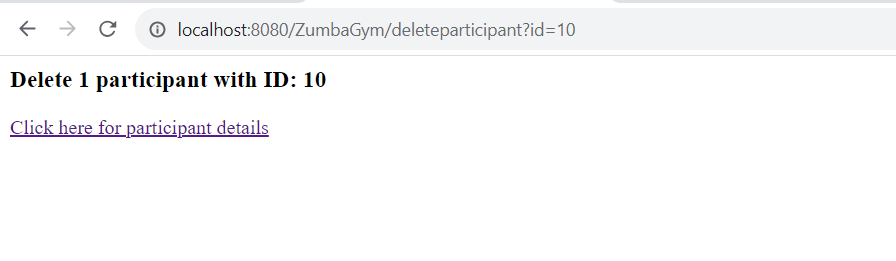 localhost:8080/ZumbaGym/deleteparticipant?id=10
Delete 1 participant with ID: 10
Click here for participant details